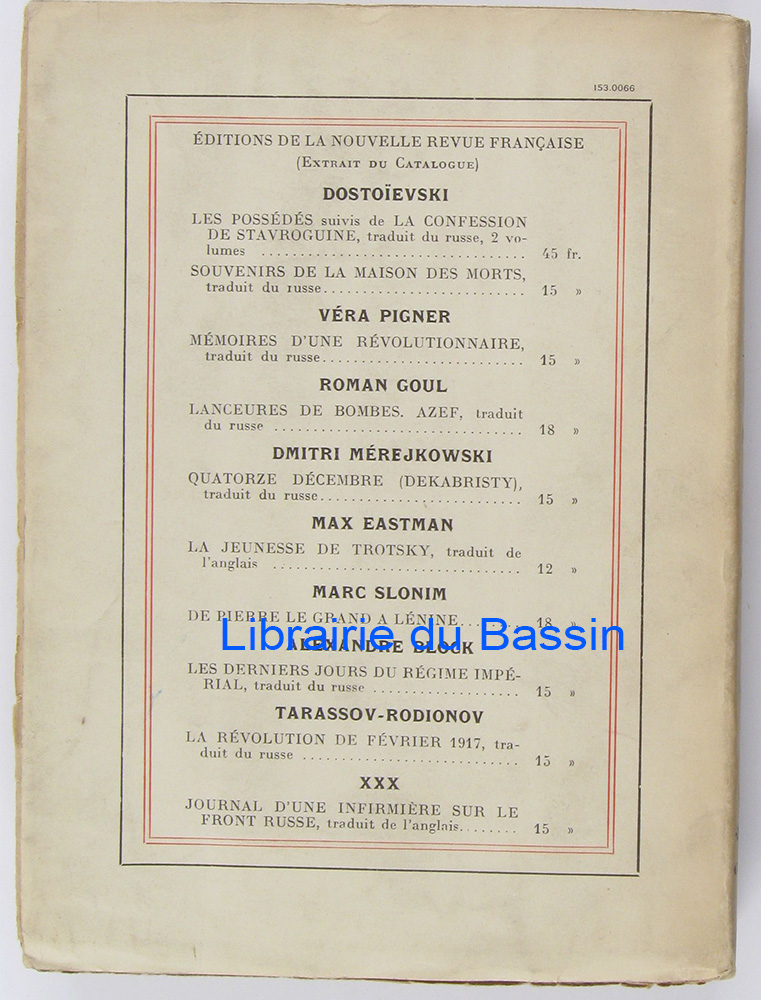 153.0066
ÉDITIONS DE LA NOUVELLE REVUE FRANÇAISE
(EXTRAIT DU CATALOGUE)
DOSTOÏEVSKI
LES POSSÉDÉS suivis de LA CONFESSION
DE STAVROGUINE, traduit du russe, 2 vo-
lumes .................................. 45 fr.
SOUVENIRS DE LA MAISON DES MORTS,
traduit du russe.......................... 15 »
VÉRA PIGNER
MÉMOIRES D'UNE RÉVOLUTIONNAIRE,
traduit du russe.......................... 15 »
ROMAN GOUL
LANCEURES DE BOMBES. AZEF, traduit
du russe ................................ 18 »
DMITRI MÉREJKOWSKI
QUATORZE DÉCEMBRE (DEKABRISTY),
traduit du russe.......................... 15 »
MAX EASTMAN
LA JEUNESSE DE TROTSKY, traduit de
l'anglais ................................ 12 »
MARC SLONIM
DE PIERRE LE GRAND A LÉNINE........ 18 »
Librairie du Bassin
ALEXANDRE BLOCK
LES DERNIERS JOURS DU RÉGIME IMPÉ-
RIAL, traduit du russe ................... 15 »
TARASSOV-RODIONOV
LA RÉVOLUTION DE FÉVRIER 1917, tra-
duit du russe ............................ 15 »
XXX
JOURNAL D'UNE INFIRMIÈRE SUR LE
FRONT RUSSE, traduit de l'anglais........ 15 »